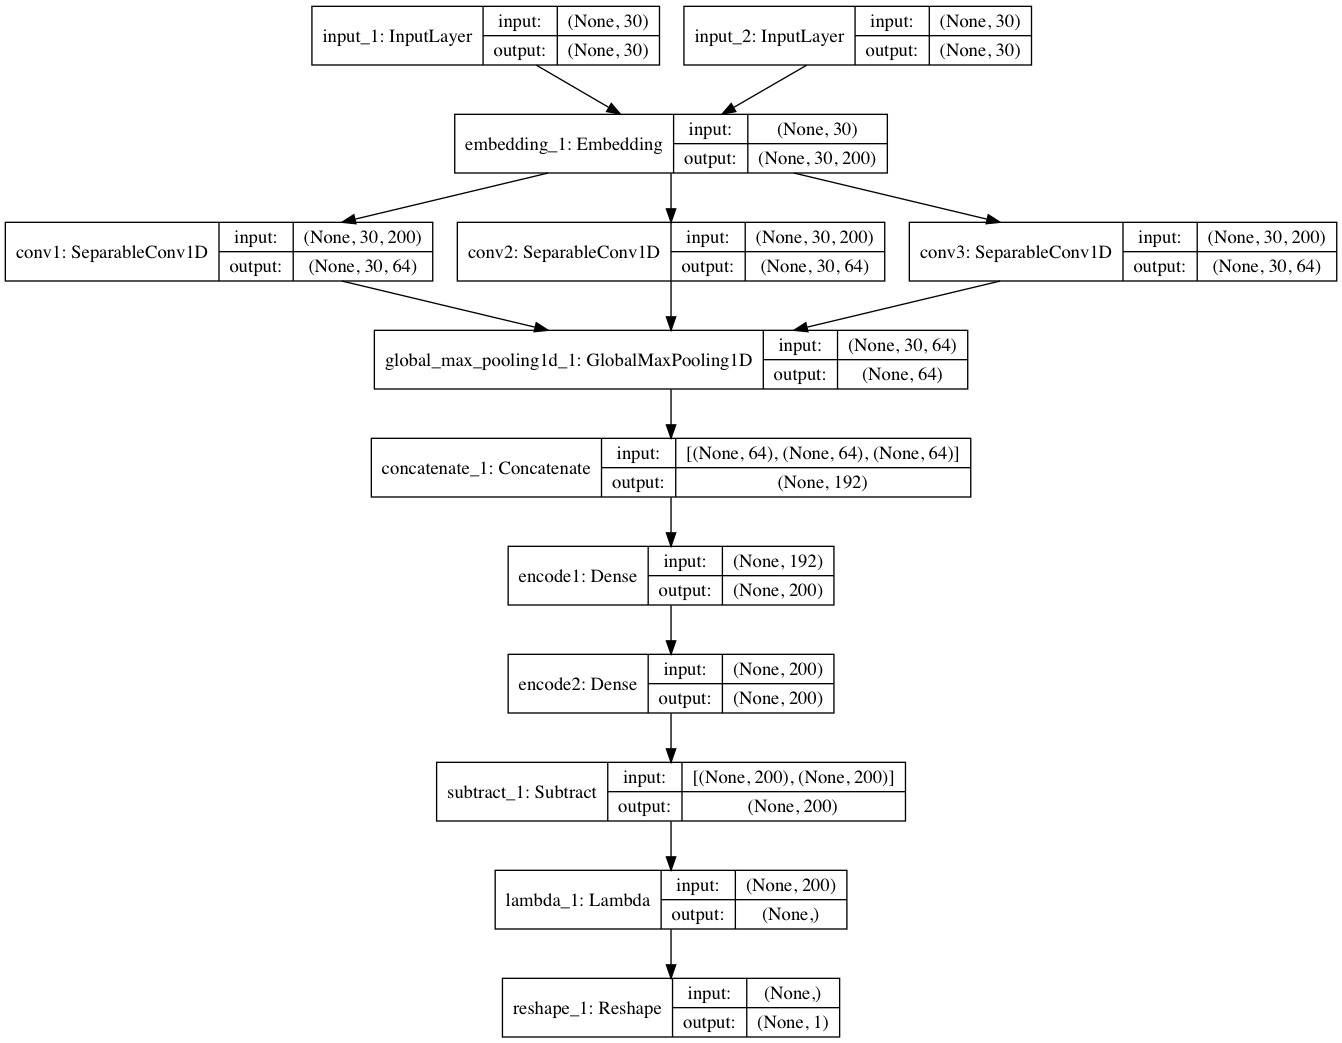 input_1: InputLayer
input: (None, 30)
output: (None, 30)
input_2: InputLayer
input: (None, 30)
output: (None, 30)
embedding_1: Embedding
input: (None, 30)
output: (None, 30, 200)
conv1: SeparableConv1D
input: (None, 30, 200)
output: (None, 30, 64)
conv2: SeparableConv1D
input: (None, 30, 200)
output: (None, 30, 64)
conv3: SeparableConv1D
input: (None, 30, 200)
output: (None, 30, 64)
global_max_pooling1d_1: GlobalMaxPooling1D
input: (None, 30, 64)
output: (None, 64)
concatenate_1: Concatenate
input: [(None, 64), (None, 64), (None, 64)]
output: (None, 192)
encode1: Dense
input: (None, 192)
output: (None, 200)
encode2: Dense
input: (None, 200)
output: (None, 200)
subtract_1: Subtract
input: [(None, 200), (None, 200)]
output: (None, 200)
lambda_1: Lambda
input: (None, 200)
output: (None,)
reshape_1: Reshape
input: (None,)
output: (None, 1)